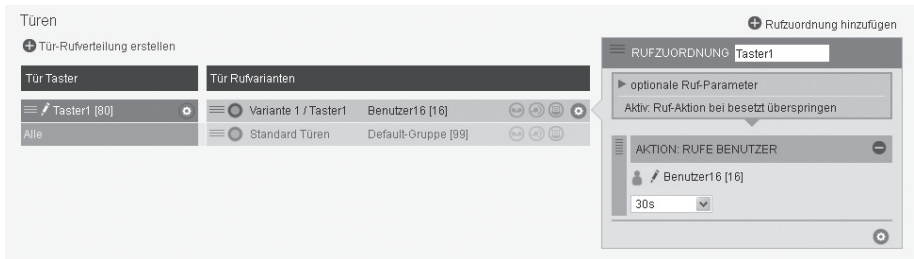 Türen
Rufzuordnung hinzufügen
Tür-Rufverteilung erstellen
RUFZUORDNUNG Taster1
Tür Taster
Tür Rufvarianten
optionale Ruf-Parameter
Taster1 [80]
Variante 1 / Taster1 Benutzer16 [16]
Aktiv: Ruf-Aktion bei besetzt überspringen
Alle
Standard Türen Default-Gruppe [99]
AKTION: RUFE BENUTZER
Benutzer16 [16]
30s